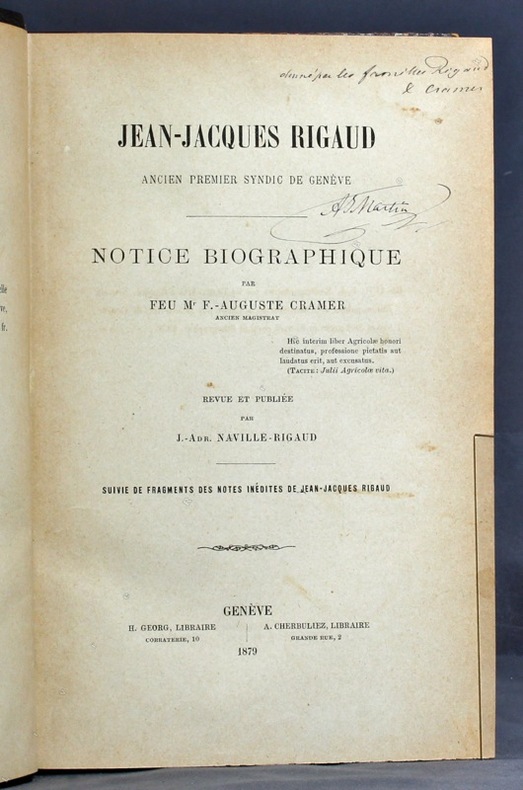 donné par les familles Rigaud
& Cramer
JEAN-JACQUES RIGAUD
ANCIEN PREMIER SYNDIC DE GENÈVE
A. Martin
NOTICE BIOGRAPHIQUE
PAR
FEU Mr F.-AUGUSTE CRAMER
ANCIEN MAGISTRAT
Hic interim liber Agricolæ honori
destinatus, professione pietatis aut
laudatus erit, aut excusatus.
(TACITE: Julii Agricolæ vita.)
REVUE ET PUBLIÉE
PAR
J.-ADR. NAVILLE-RIGAUD
SUIVIE DE FRAGMENTS DES NOTES INÉDITES DE JEAN-JACQUES RIGAUD
GENÈVE
H. GEORG, LIBRAIRE
CORRATERIE, 10
A. CHERBULIEZ, LIBRAIRE
GRANDE RUE, 2
1879
fr.